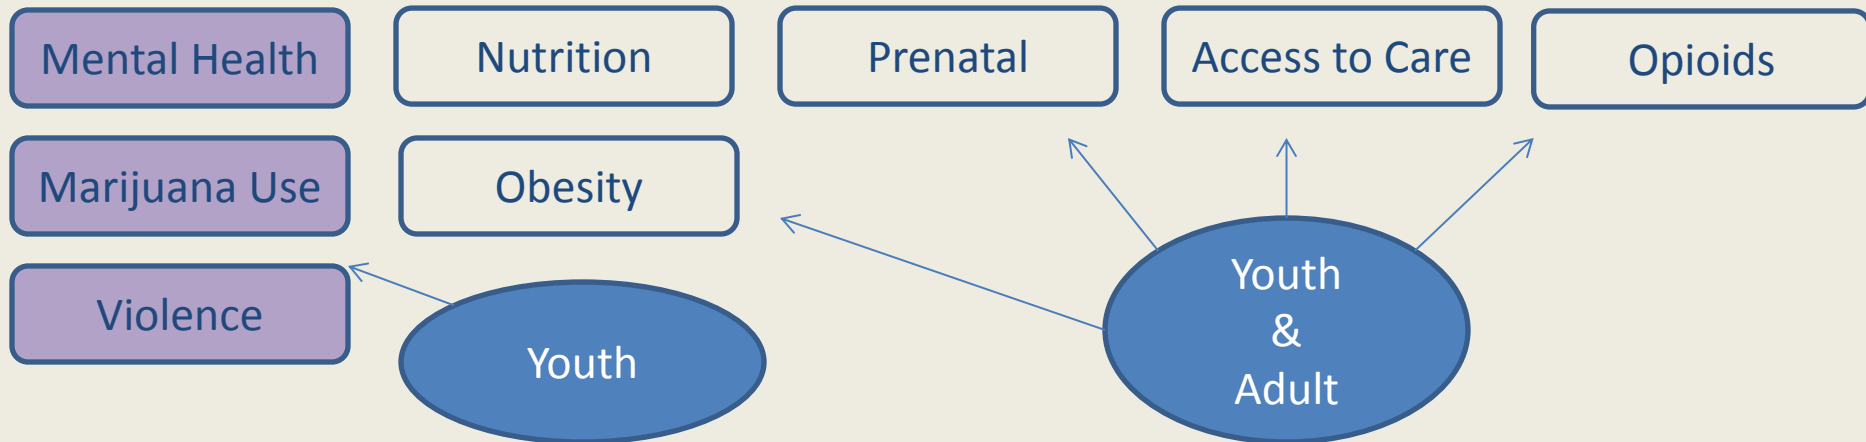 Mental Health
Nutrition
Prenatal
Access to Care
Opioids
Marijuana Use
Obesity
Violence
Youth
Youth
&
Adult